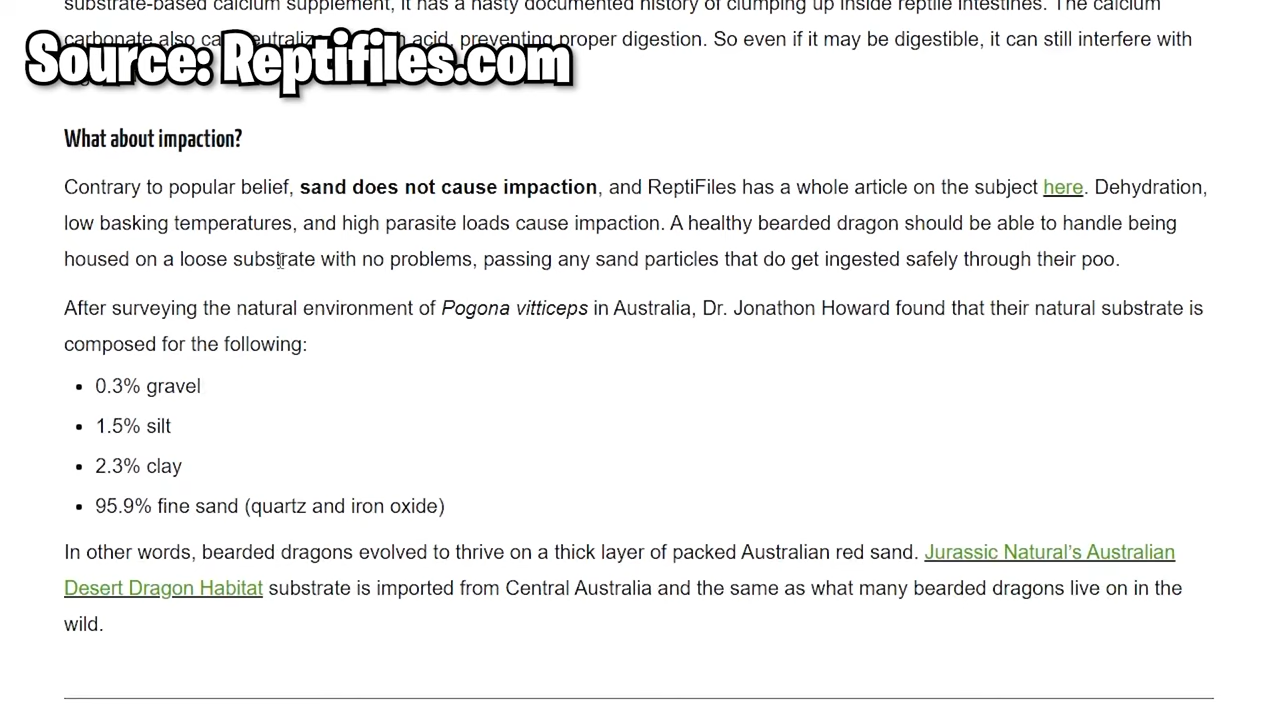 substrate-based calcium supplement, it has a nasty documented history of clumping up inside reptile intestines. The calcium
carbonate also acid, preventing proper digestion. So even if it may be digestible, it can still interfere with
Source: Reptifiles.com
What about impaction?
Contrary to popular belief, sand does not cause impaction, and ReptiFiles has a whole article on the subject here. Dehydration,
low basking temperatures, and high parasite loads cause impaction. A healthy bearded dragon should be able to handle being
housed on a loose substrate with no problems, passing any sand particles that do get ingested safely through their poo.
After surveying the natural environment of Pogona vitticeps in Australia, Dr. Jonathon Howard found that their natural substrate is
composed for the following:
• 0.3% gravel
• 1.5% silt
• 2.3% clay
• 95.9% fine sand (quartz and iron oxide)
In other words, bearded dragons evolved to thrive on a thick layer of packed Australian red sand. Jurassic Natural's Australian
Desert Dragon Habitat substrate is imported from Central Australia and the same as what many bearded dragons live on in the
wild.